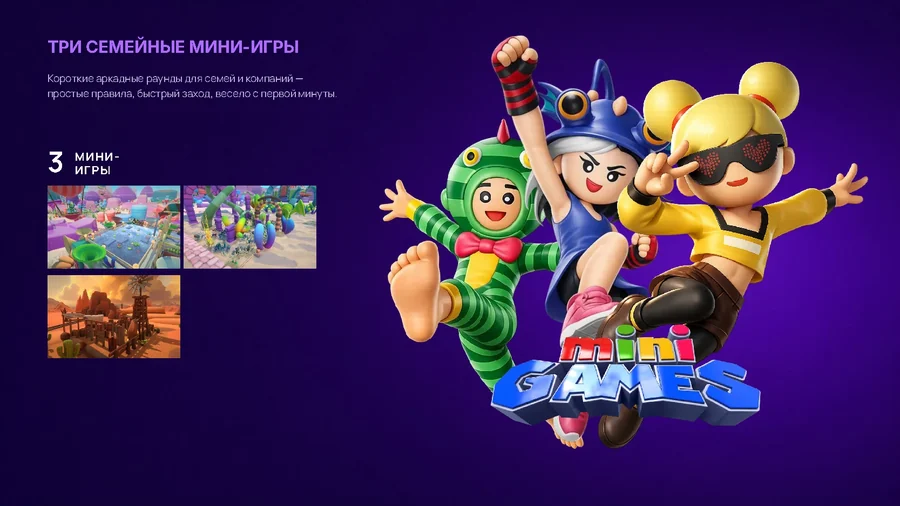 ТРИ СЕМЕЙНЫЕ МИНИ-ИГРЫ
Короткие аркадные раунды для семей и компаний —
простые правила, быстрый заход, весело с первой минуты.
3 МИНИ-
ИГРЫ
mini
GAMES